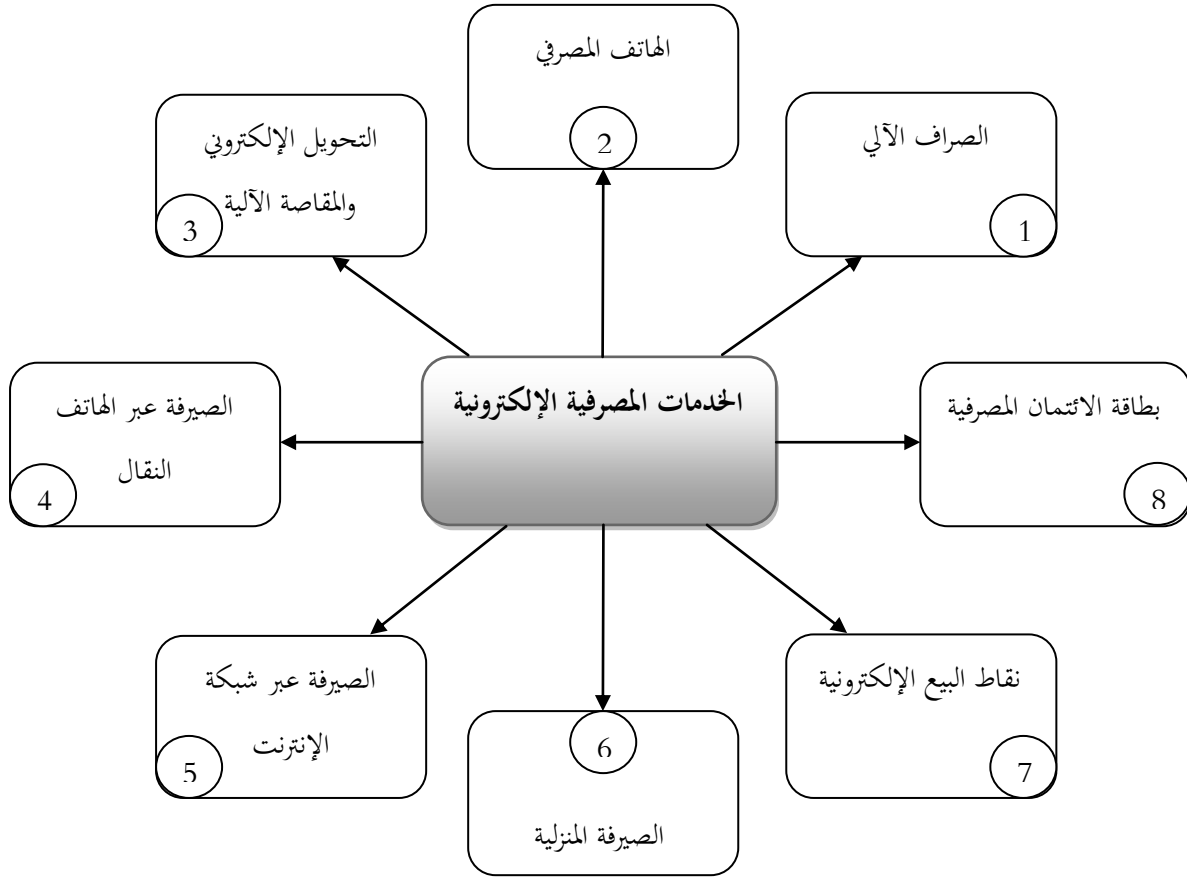 الهاتف المصرفي
2
الصراف الآلي
1
التحويل الإلكتروني
والمقاصة الآلية
3
الخدمات المصرفية الإلكترونية
الصيرفة عبر الهاتف
النقال
4
بطاقة الائتمان المصرفية
8
الصيرفة عبر شبكة
الإنترنت
5
6
الصيرفة المنزلية
نقاط البيع الإلكترونية
7